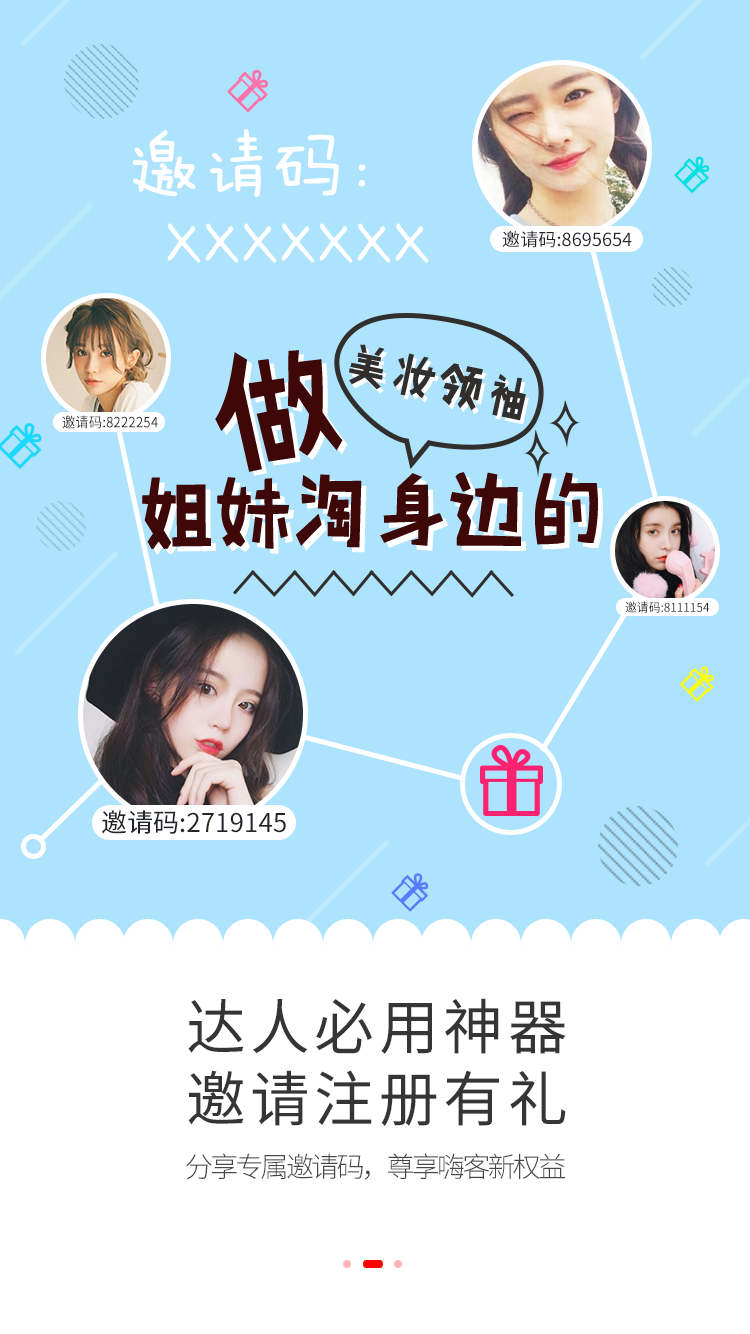 邀请码：
XXXXXXX
邀请码:8695654
邀请码:8222254
美妆领袖
做
姐妹淘身边的
邀请码:8111154
邀请码:2719145
达人必用神器
邀请注册有礼
分享专属邀请码，尊享嗨客新权益